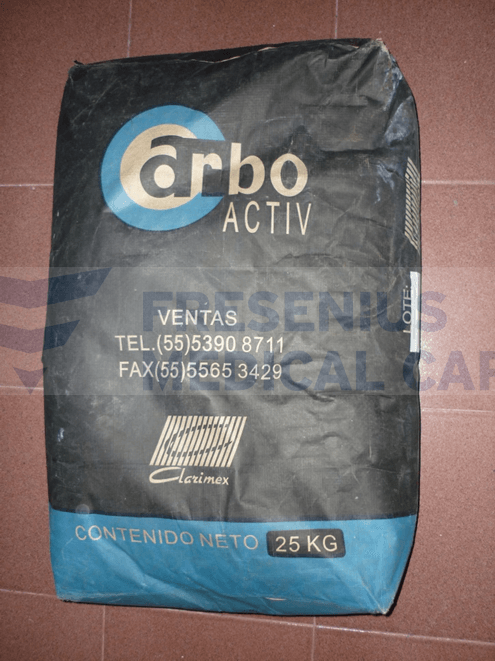 Carbo
ACTIV
LOTE:
FRESENIUS
MEDICAL CAR
VENTAS
TEL.(55)5390 8711
FAX(55)5565 3429
Clarimex
CONTENIDO NETO 25 KG